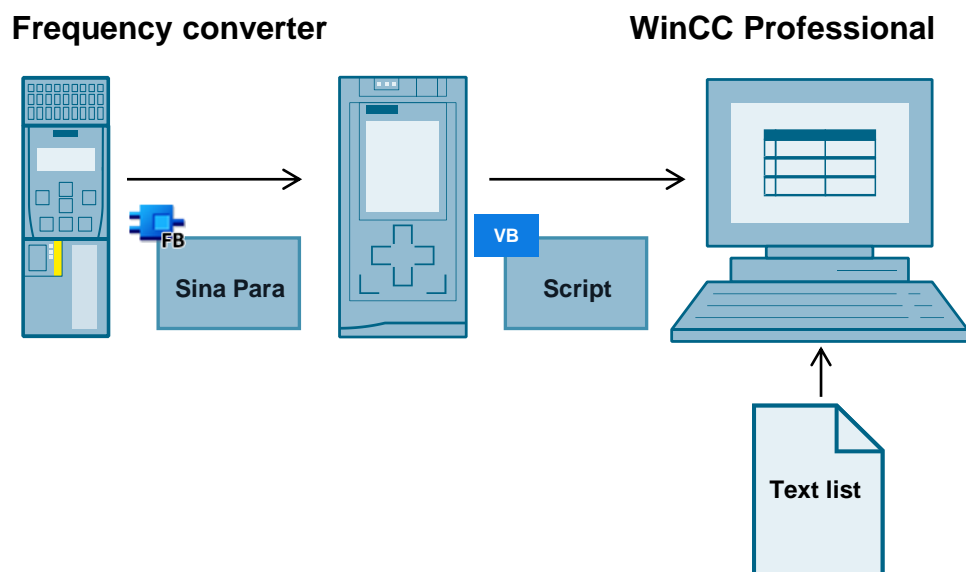 Frequency converter
WinCC Professional
FB
Sina Para
VB
Script
Text list